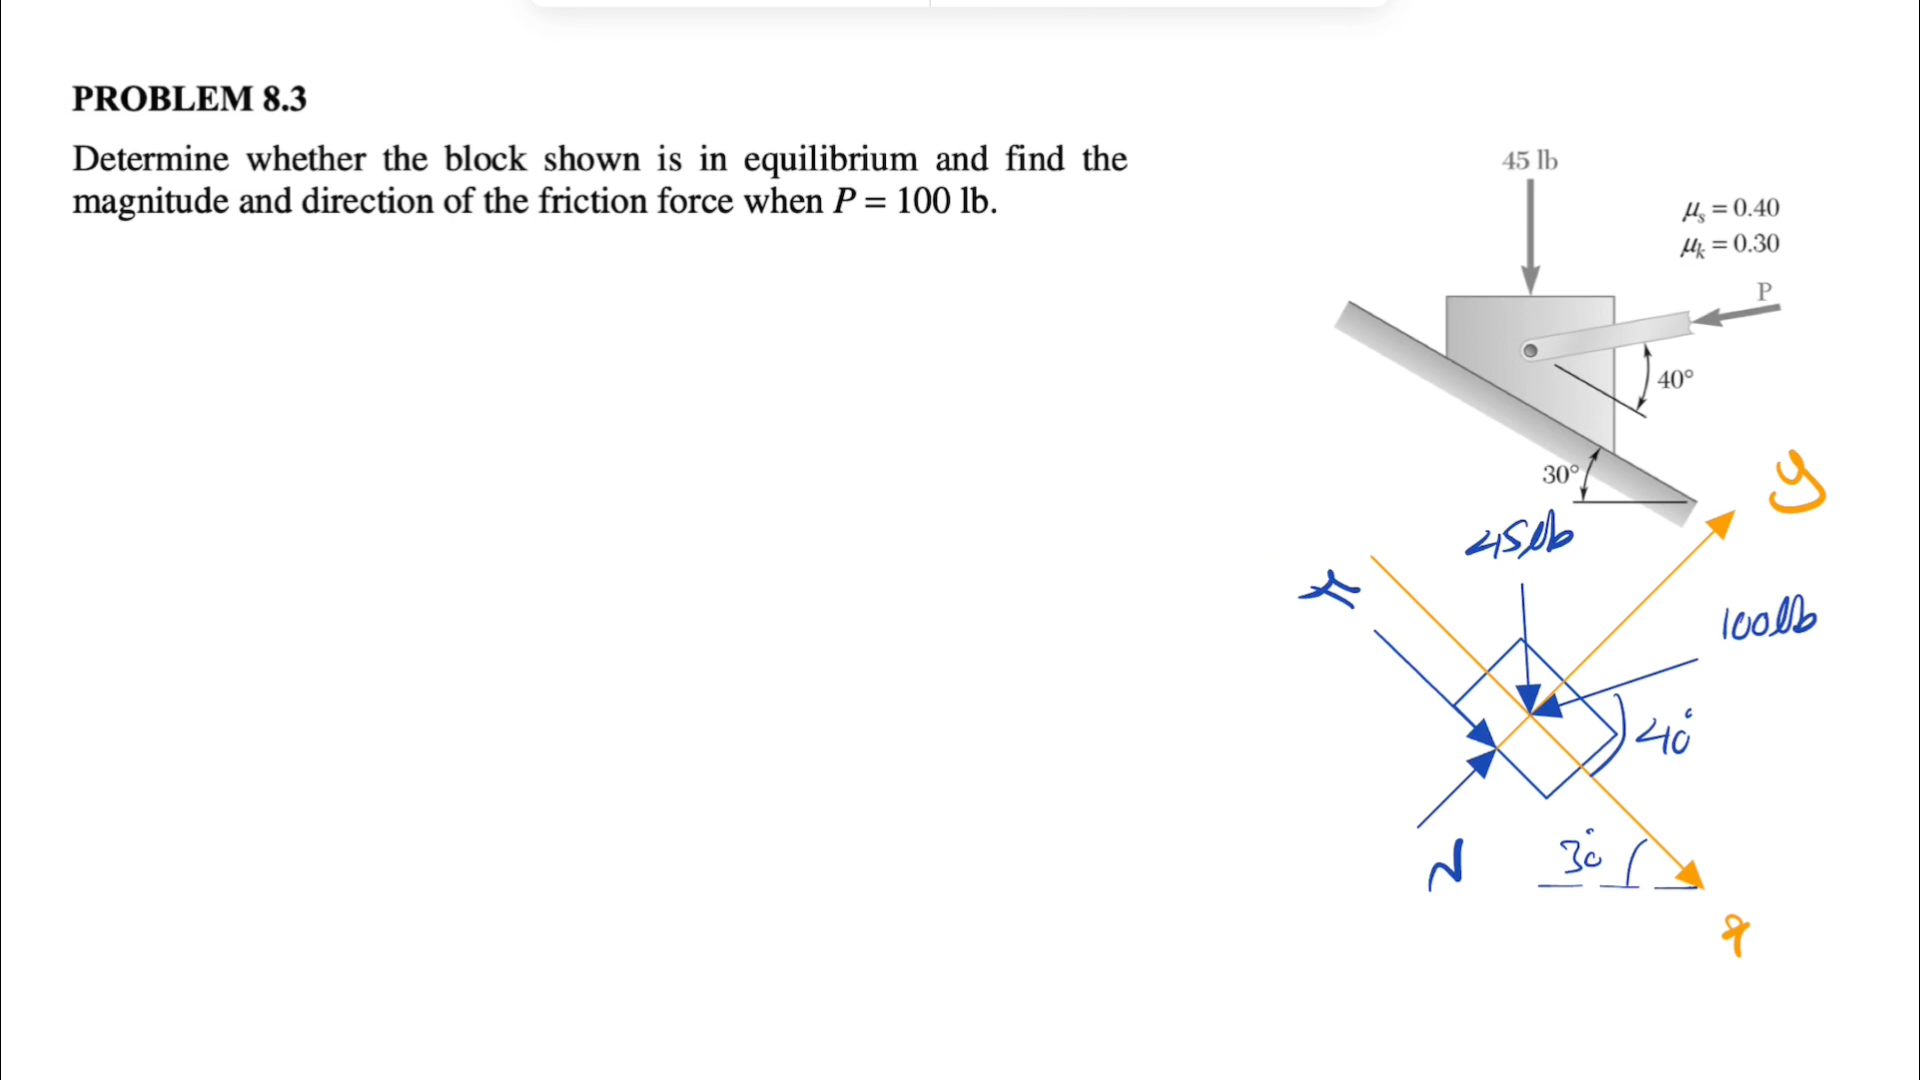 PROBLEM 8.3
Determine whether the block shown is in equilibrium and find the
magnitude and direction of the friction force when P = 100 lb.
45 lb
μs = 0.40
μk = 0.30
P
40°
30°
y
45lb
F
100lb
40°
30°
N
x